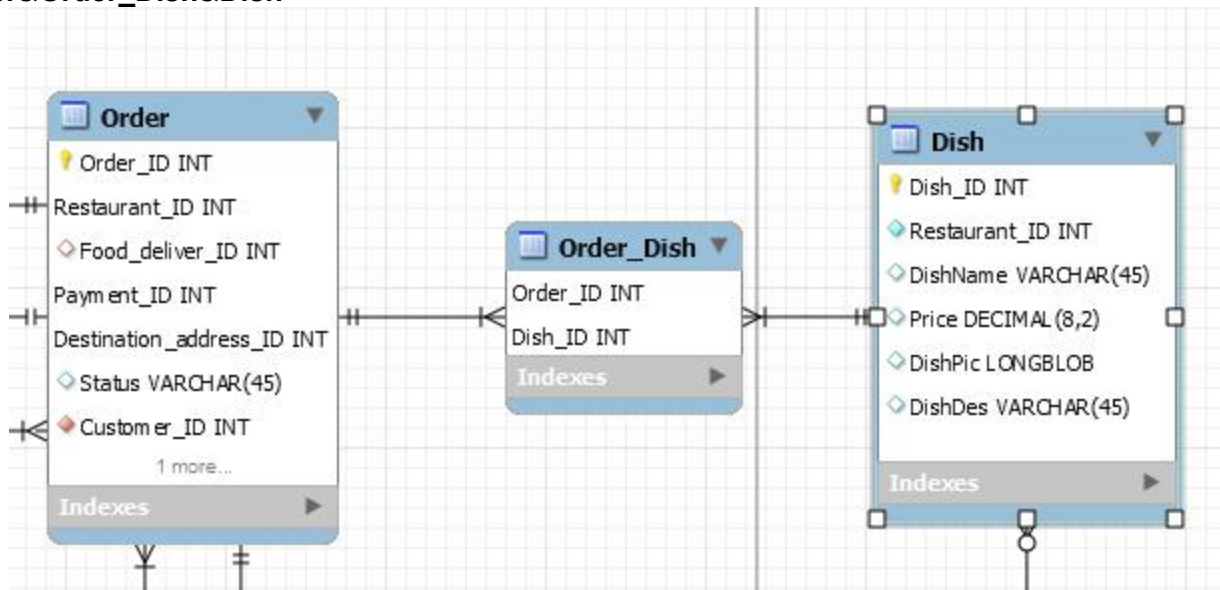 Order
Order_ID INT
Restaurant_ID INT
Food_deliver_ID INT
Payment_ID INT
Destination_address_ID INT
Status VARCHAR(45)
Customer_ID INT
1 more...
Indexes
Order_Dish
Order_ID INT
Dish_ID INT
Indexes
Dish
Dish_ID INT
Restaurant_ID INT
DishName VARCHAR(45)
Price DECIMAL(8,2)
DishPic LONGBLOB
DishDes VARCHAR(45)
Indexes